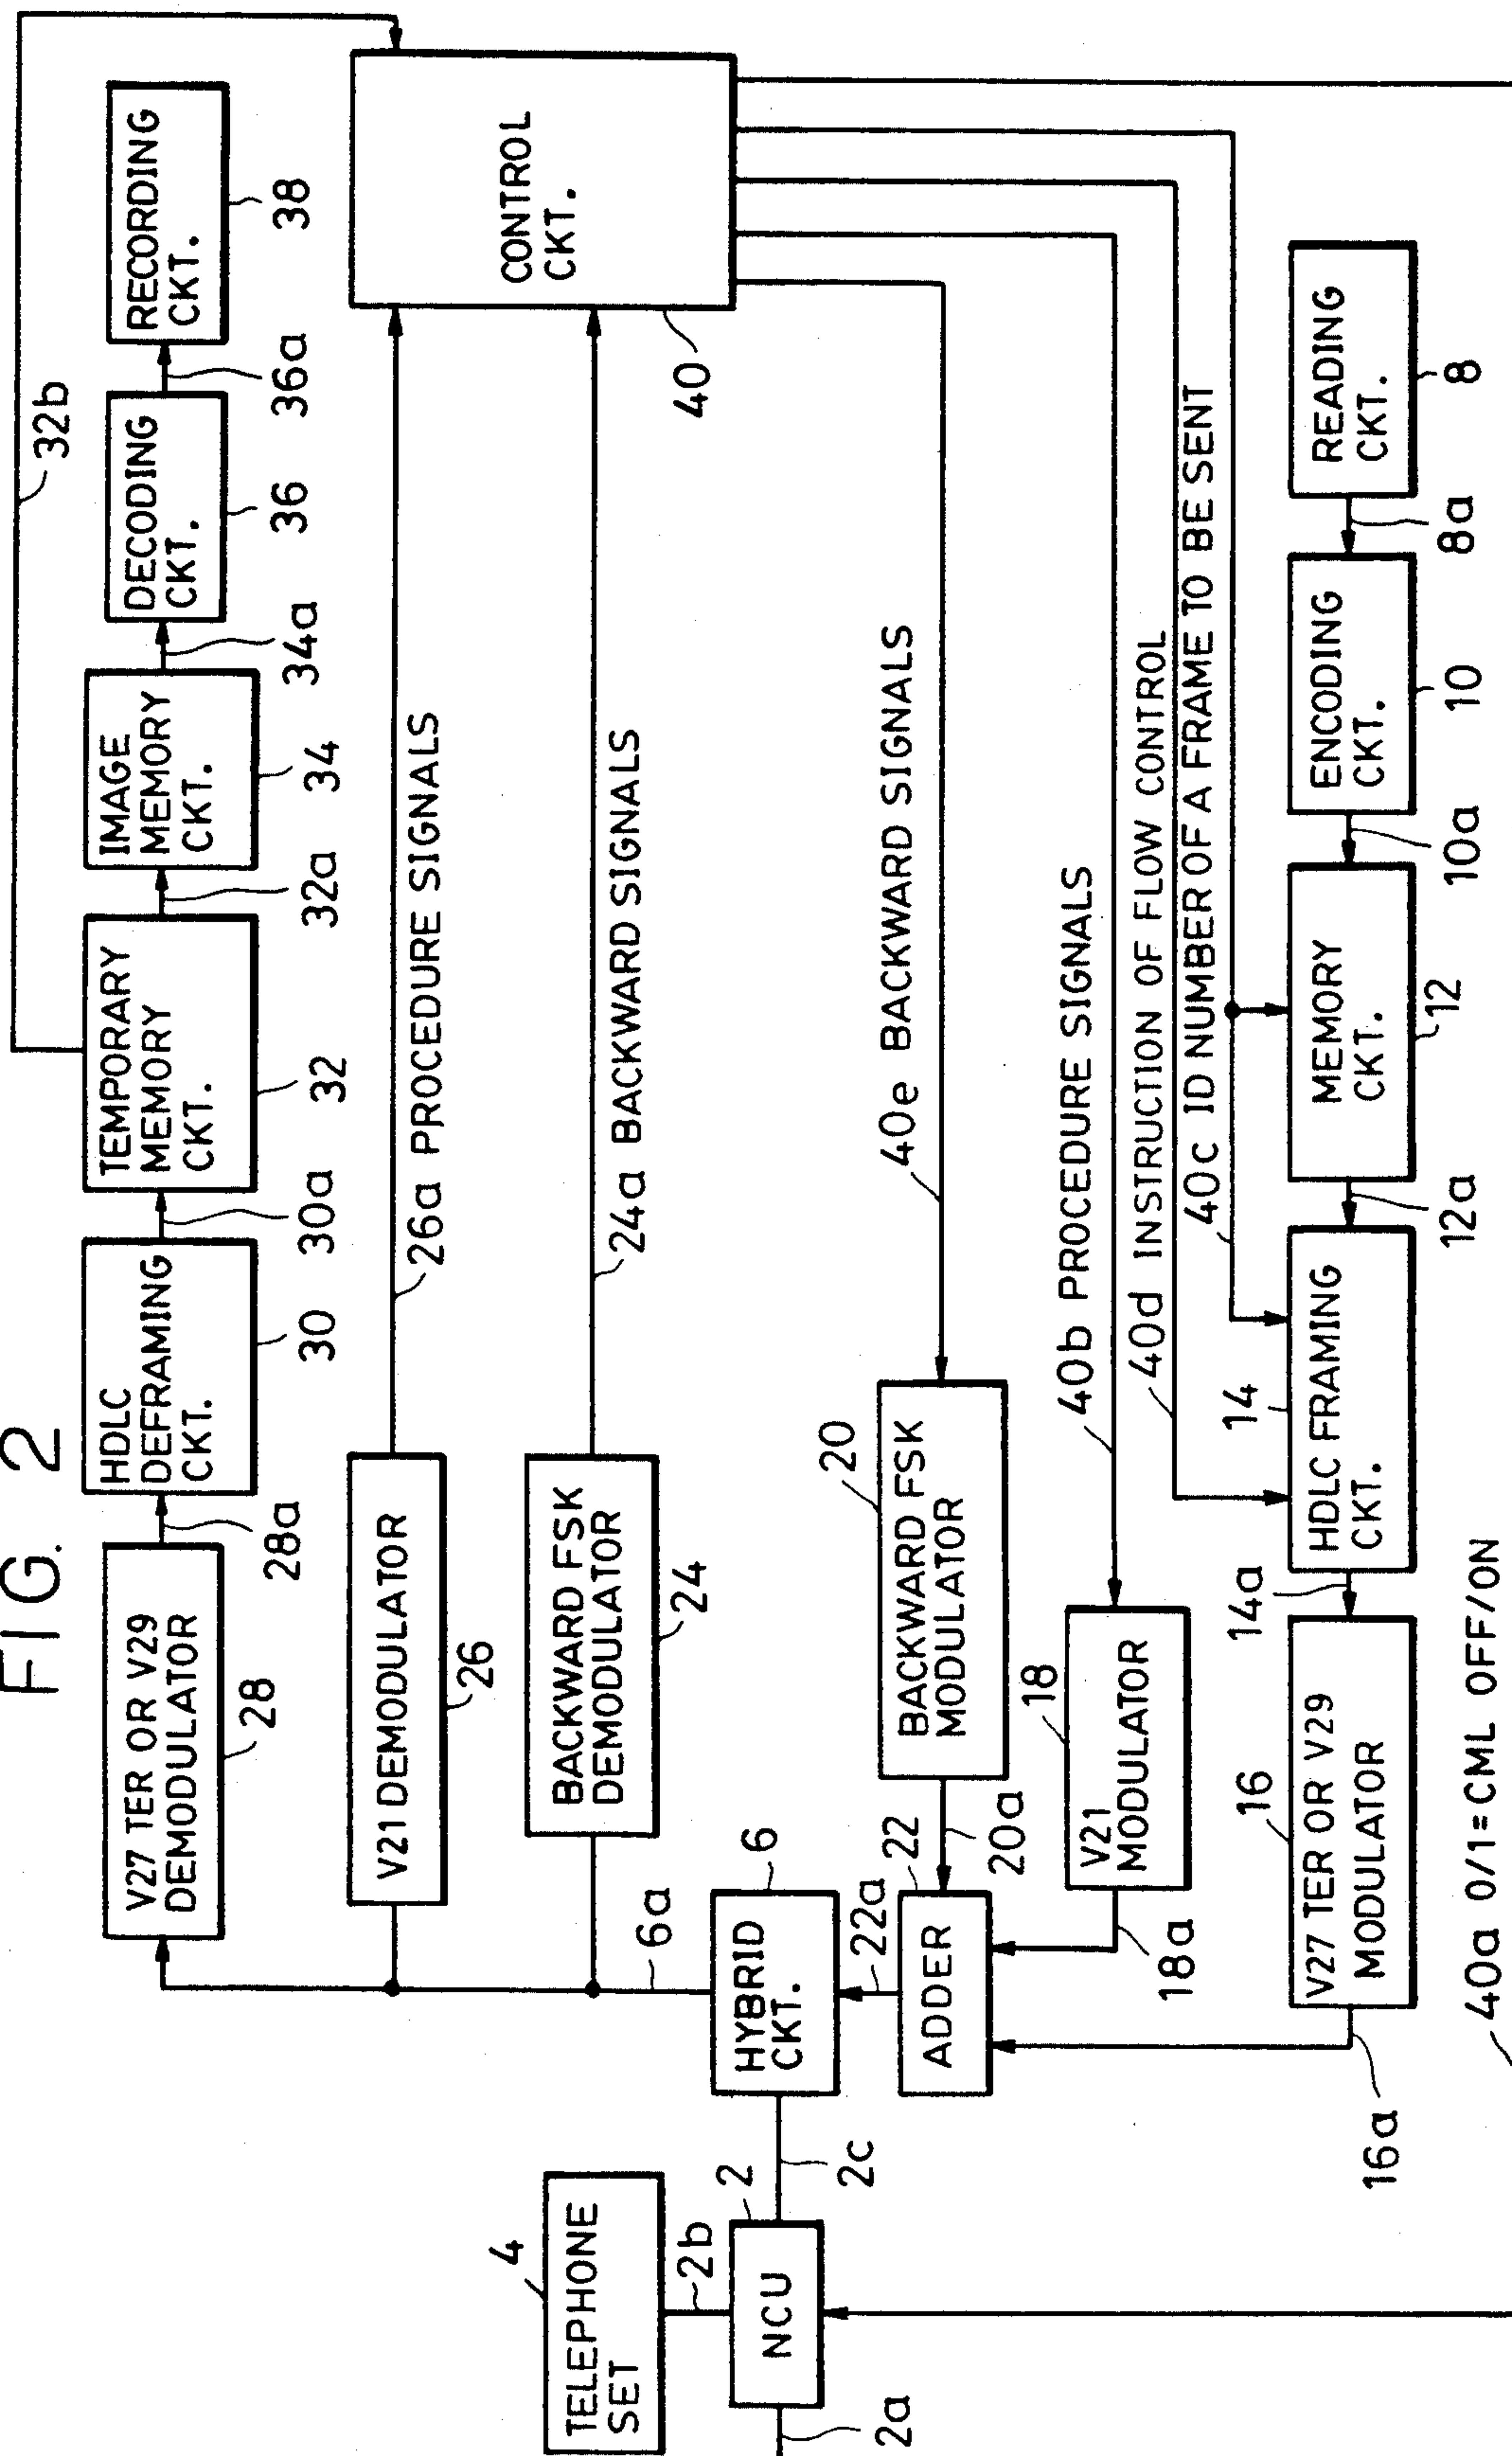 FIG. 2
V27 TER OR V29
DEMODULATOR
28
28a
HDLC
DEFRAMING
CKT.
30
30a
TEMPORARY
MEMORY
CKT.
32
32a
32b
IMAGE
MEMORY
CKT.
34
34a
DECODING
CKT.
36
36a
RECORDING
CKT.
38
V21 DEMODULATOR
26
26a PROCEDURE SIGNALS
BACKWARD FSK
DEMODULATOR
24
24a BACKWARD SIGNALS
CONTROL
CKT.
40
TELEPHONE
SET
4
2b
NCU
2
2a
2c
HYBRID
CKT.
6
6a
22a
ADDER
22
20a
BACKWARD FSK
MODULATOR
20
40e BACKWARD SIGNALS
V21
MODULATOR
18
18a
40b PROCEDURE SIGNALS
40d INSTRUCTION OF FLOW CONTROL
40c ID NUMBER OF A FRAME TO BE SENT
V27 TER OR V29
MODULATOR
16
16a
14a
HDLC FRAMING
CKT.
14
12a
MEMORY
CKT.
12
10a
ENCODING
CKT.
10
8a
READING
CKT.
8
40a 0/1=CML OFF/ON